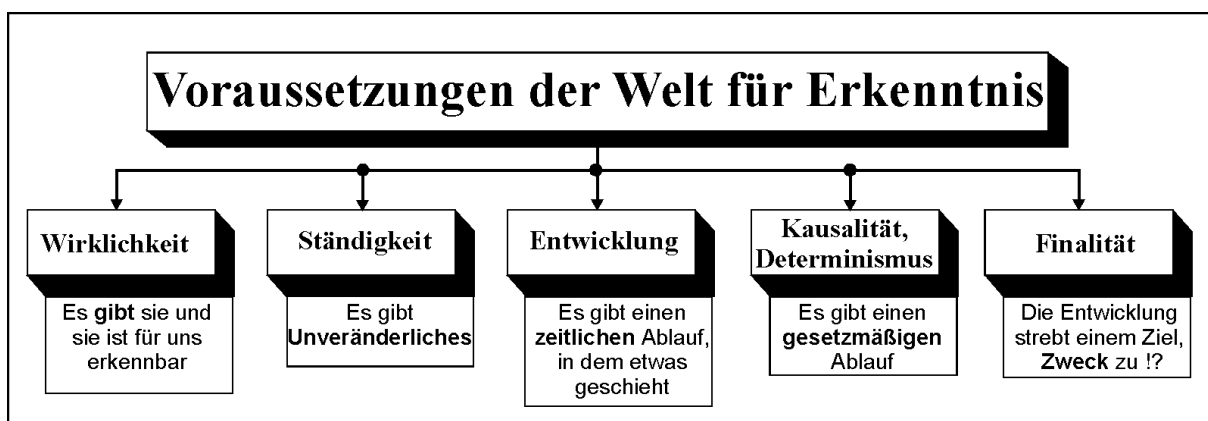 Voraussetzungen der Welt für Erkenntnis
Wirklichkeit
Es gibt sie und
sie ist für uns
erkennbar
Ständigkeit
Es gibt
Unveränderliches
Entwicklung
Es gibt einen
zeitlichen Ablauf,
in dem etwas
geschieht
Kausalität,
Determinismus
Es gibt einen
gesetzmäßigen
Ablauf
Finalität
Die Entwicklung
strebt einem Ziel,
Zweck zu !?